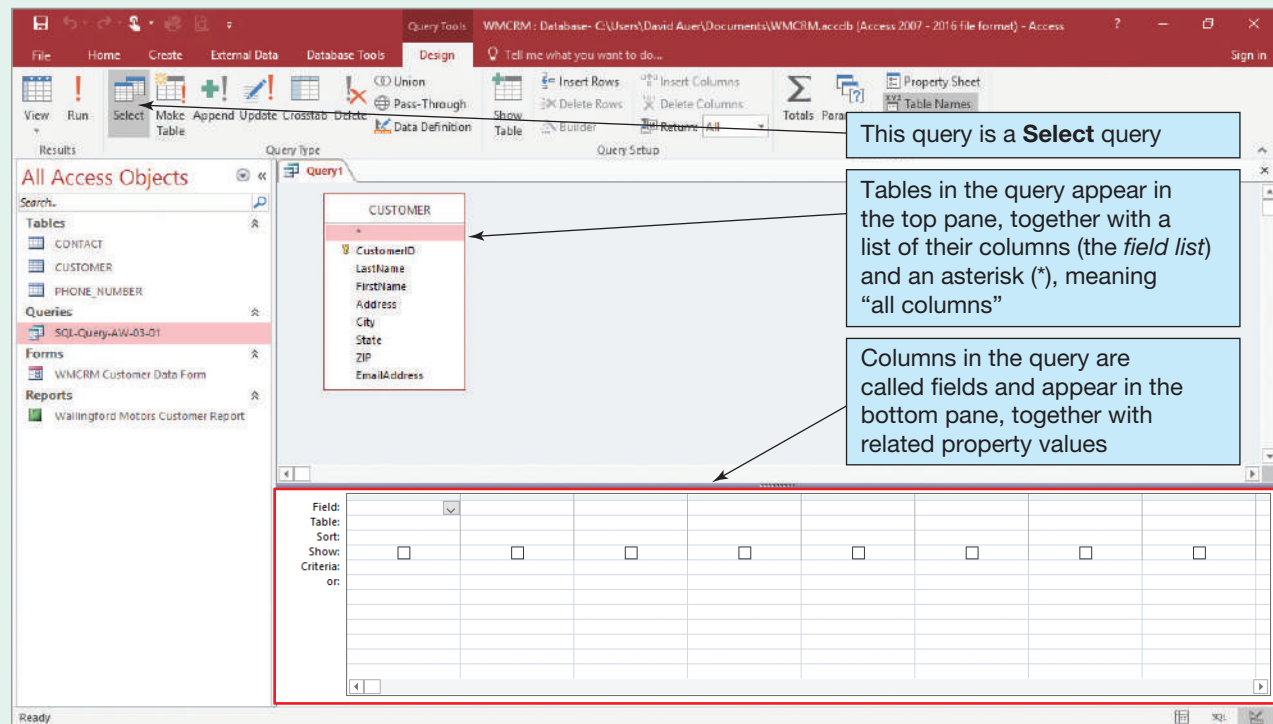 Query Tools WMCRM : Database- C:\Users\David Auer\Documents\WMCRM.accdb (Access 2007 - 2016 file format) - Access ?
File Home Create External Data Database Tools Design Tell me what you want to do... Sign in
View
Run
Select
Make Table
Append
Update
Crosstab
Delete
Union
Pass-Through
Data Definition
Show Table
Insert Rows
Delete Rows
Builder
Insert Columns
Delete Columns
Return: All
Totals
Property Sheet
Table Names
Results
Query Type
Query Setup
This query is a Select query
All Access Objects
Search..
Tables
CONTACT
CUSTOMER
PHONE_NUMBER
Queries
SQL-Query-AW-03-01
Forms
WMCRM Customer Data Form
Reports
Wallingford Motors Customer Report
Query1
CUSTOMER
*
CustomerID
LastName
FirstName
Address
City
State
ZIP
EmailAddress
Tables in the query appear in
the top pane, together with a
list of their columns (the field list)
and an asterisk (*), meaning
“all columns”
Columns in the query are
called fields and appear in the
bottom pane, together with
related property values
Field:
Table:
Sort:
Show:
Criteria:
or:
Ready
SQL